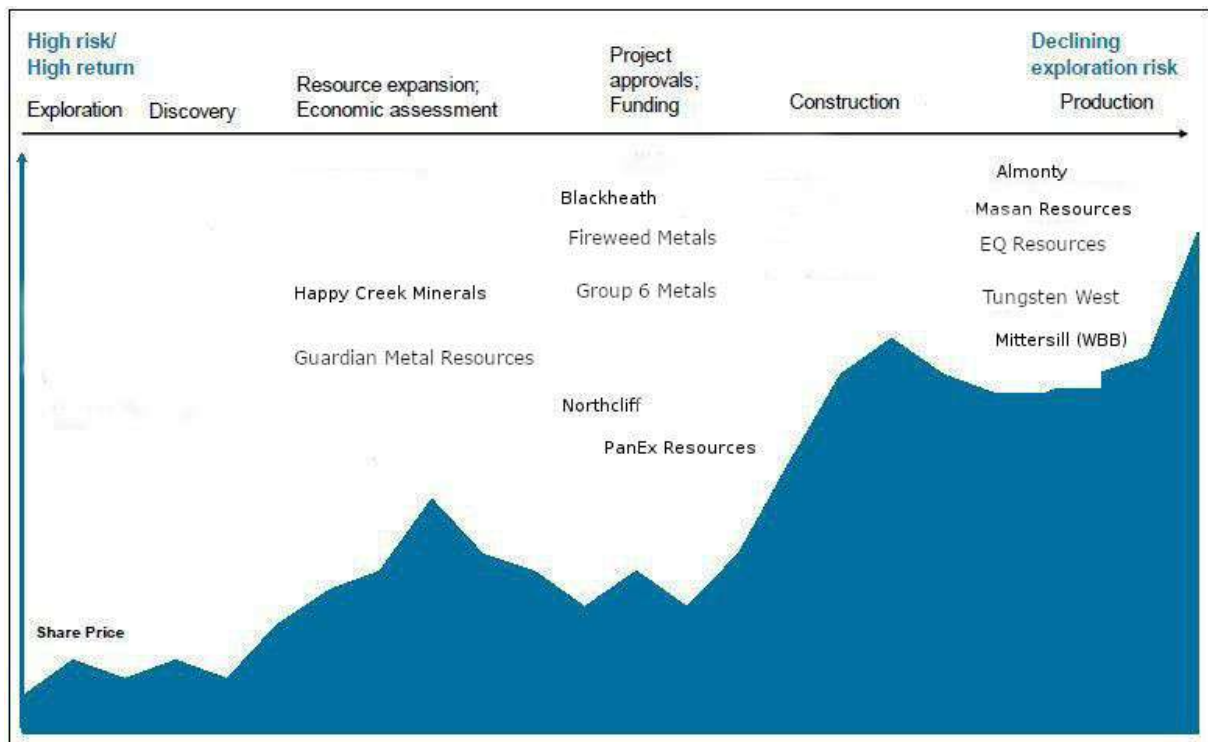 High risk/
High return
Declining
exploration risk
Exploration
Discovery
Resource expansion;
Economic assessment
Project
approvals;
Funding
Construction
Production
Almonty
Blackheath
Masan Resources
Fireweed Metals
EQ Resources
Happy Creek Minerals
Group 6 Metals
Tungsten West
Mittersill (WBB)
Guardian Metal Resources
Northcliff
PanEx Resources
Share Price